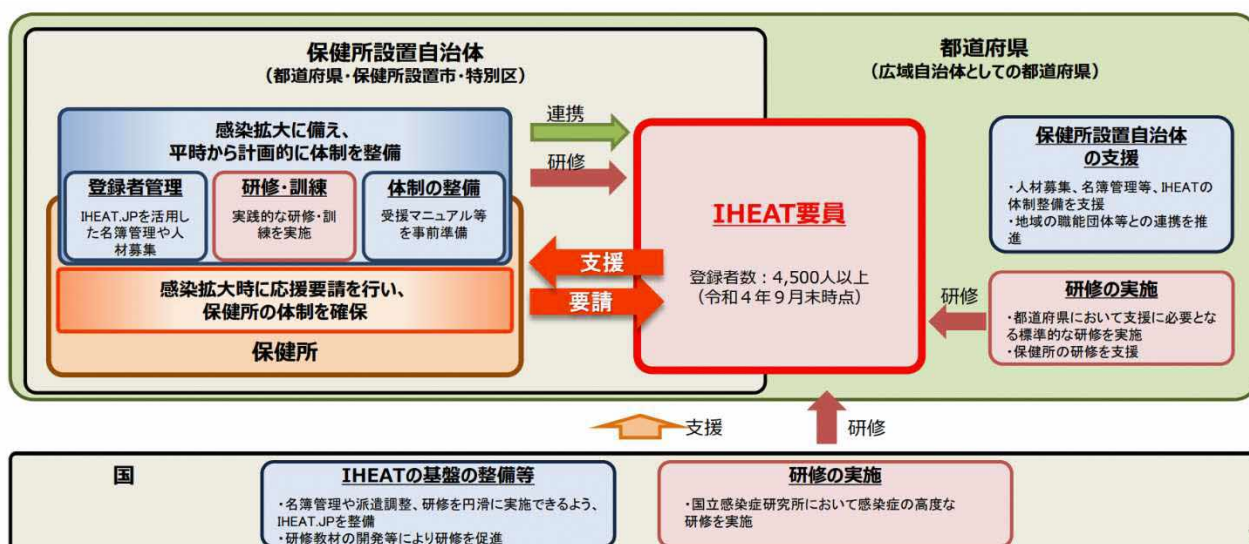 保健所設置自治体
（都道府県・保健所設置市・特別区）
感染拡大に備え、
平時から計画的に体制を整備
登録者管理
IHEAT.JPを活用し
た名簿管理や人
材募集
研修・訓練
実践的な研修・訓
練を実施
体制の整備
受援マニュアル等
を事前準備
感染拡大時に応援要請を行い、
保健所の体制を確保
保健所
連携
研修
支援
要請
IHEAT要員
登録者数：4,500人以上
（令和４年９月末時点）
都道府県
（広域自治体としての都道府県）
保健所設置自治体
の支援
・人材募集、名簿管理等、IHEATの
体制整備を支援
・地域の職能団体等との連携を推
進
研修
研修の実施
・都道府県において支援に必要とな
る標準的な研修を実施
・保健所の研修を支援
支援
研修
国
IHEATの基盤の整備等
・名簿管理や派遣調整、研修を円滑に実施できるよう、
IHEAT.JPを整備
・研修教材の開発等により研修を促進
研修の実施
・国立感染症研究所において感染症の高度な
研修を実施